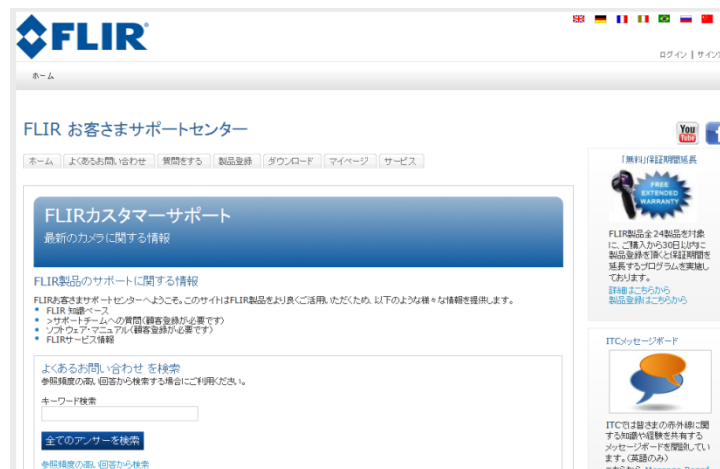 FLIR
ログイン | サイン
ホーム
FLIR お客さまサポートセンター
You Tube
ホーム よくあるお問い合わせ 質問をする 製品登録 ダウンロード マイページ サービス
FLIRカスタマーサポート
最新のカメラに関する情報
FLIR製品のサポートに関する情報
FLIRお客さまサポートセンターへようこそ。このサイトはFLIR製品をより良くご活用いただくため、以下のような様々な情報を提供します。
FLIR 知識ベース
>サポートチームへの質問(顧客登録が必要です)
ソフトウェア・マニュアル(顧客登録が必要です)
FLIRサービス情報
よくあるお問い合わせ を検索
参照頻度の高い回答から検索する場合にご利用ください。
キーワード検索
全てのアンサーを検索
参照頻度の高い回答から検索
「無料」保証期間延長
FREE
EXTENDED
WARRANTY
FLIR製品全24製品を対象
に、ご購入から30日以内に
製品登録を頂くと保証期間を
延長するプログラムを実施し
ております。
詳細はこちらから
製品登録はこちらから
ITCメッセージボード
ITCでは皆さまの赤外線に関
する知識や経験を共有する
メッセージボードを開設してい
ます。(英語のみ)